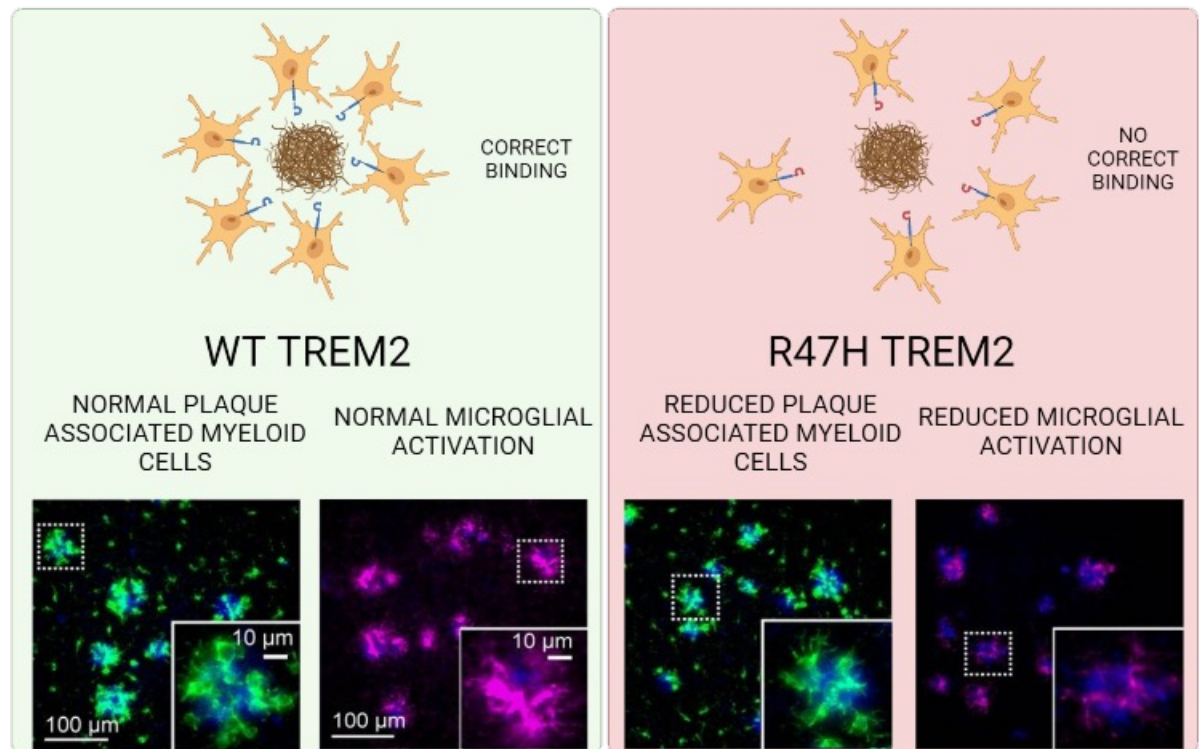 CORRECT
BINDING
WT TREM2
NORMAL PLAQUE
ASSOCIATED MYELOID
CELLS
NORMAL MICROGLIAL
ACTIVATION
10 µm
100 µm
10 µm
100 µm
NO
CORRECT
BINDING
R47H TREM2
REDUCED PLAQUE
ASSOCIATED MYELOID
CELLS
REDUCED MICROGLIAL
ACTIVATION